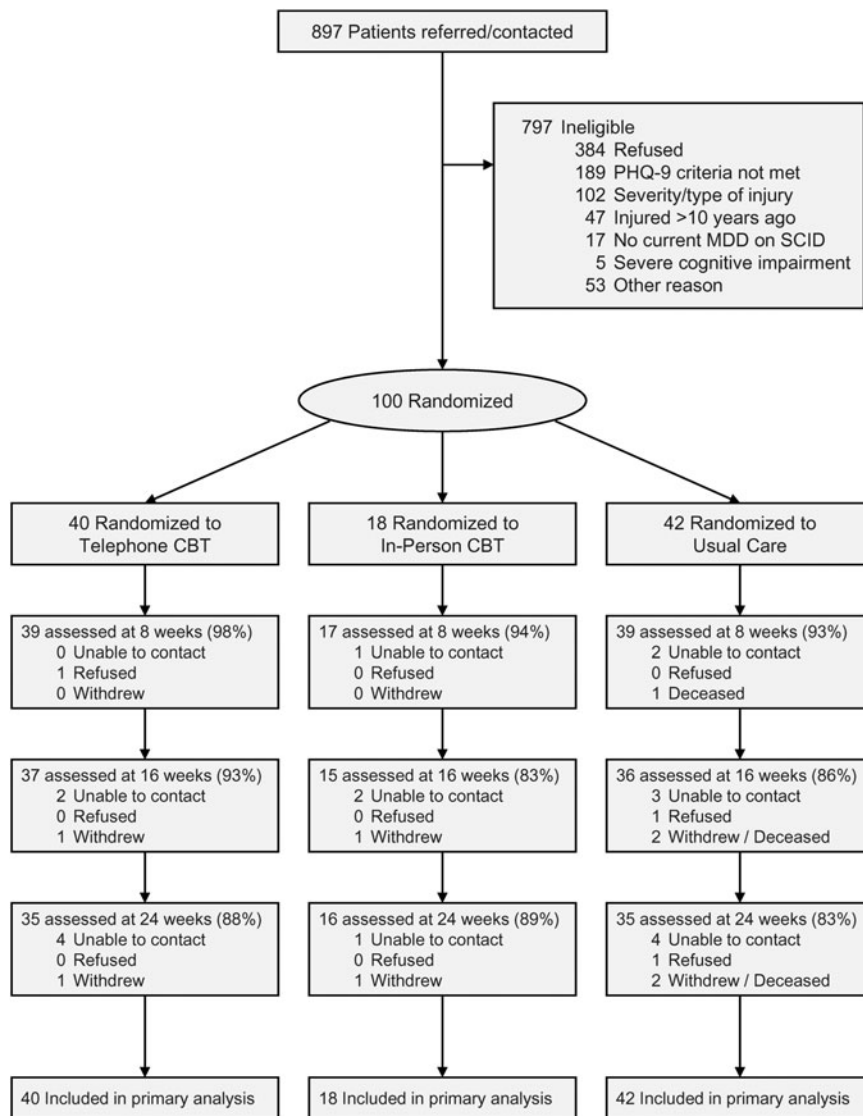 897 Patients referred/contacted
797 Ineligible
384 Refused
189 PHQ-9 criteria not met
102 Severity/type of injury
47 Injured >10 years ago
17 No current MDD on SCID
5 Severe cognitive impairment
53 Other reason
100 Randomized
40 Randomized to
Telephone CBT
18 Randomized to
In-Person CBT
42 Randomized to
Usual Care
39 assessed at 8 weeks (98%)
0 Unable to contact
1 Refused
0 Withdrew
17 assessed at 8 weeks (94%)
1 Unable to contact
0 Refused
0 Withdrew
39 assessed at 8 weeks (93%)
2 Unable to contact
0 Refused
1 Deceased
37 assessed at 16 weeks (93%)
2 Unable to contact
0 Refused
1 Withdrew
15 assessed at 16 weeks (83%)
2 Unable to contact
0 Refused
1 Withdrew
36 assessed at 16 weeks (86%)
3 Unable to contact
1 Refused
2 Withdrew / Deceased
35 assessed at 24 weeks (88%)
4 Unable to contact
0 Refused
1 Withdrew
16 assessed at 24 weeks (89%)
1 Unable to contact
0 Refused
1 Withdrew
35 assessed at 24 weeks (83%)
4 Unable to contact
1 Refused
2 Withdrew / Deceased
40 Included in primary analysis
18 Included in primary analysis
42 Included in primary analysis